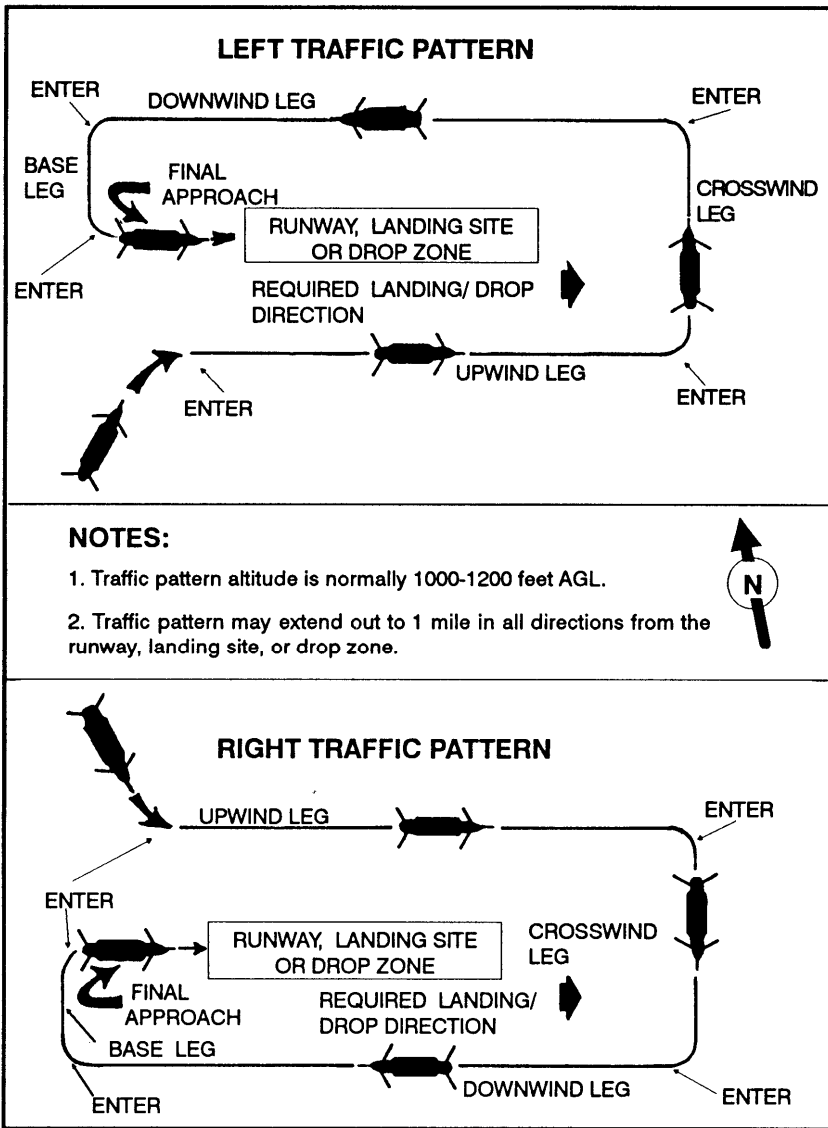 LEFT TRAFFIC PATTERN
ENTER
DOWNWIND LEG
ENTER
BASE
LEG
FINAL
APPROACH
CROSSWIND
LEG
RUNWAY, LANDING SITE
OR DROP ZONE
ENTER
REQUIRED LANDING/ DROP
DIRECTION
UPWIND LEG
ENTER
ENTER
NOTES:
1. Traffic pattern altitude is normally 1000-1200 feet AGL.
2. Traffic pattern may extend out to 1 mile in all directions from the
runway, landing site, or drop zone.
N
RIGHT TRAFFIC PATTERN
UPWIND LEG
ENTER
ENTER
RUNWAY, LANDING SITE
OR DROP ZONE
CROSSWIND
LEG
FINAL
APPROACH
REQUIRED LANDING/
DROP DIRECTION
BASE LEG
DOWNWIND LEG
ENTER
ENTER